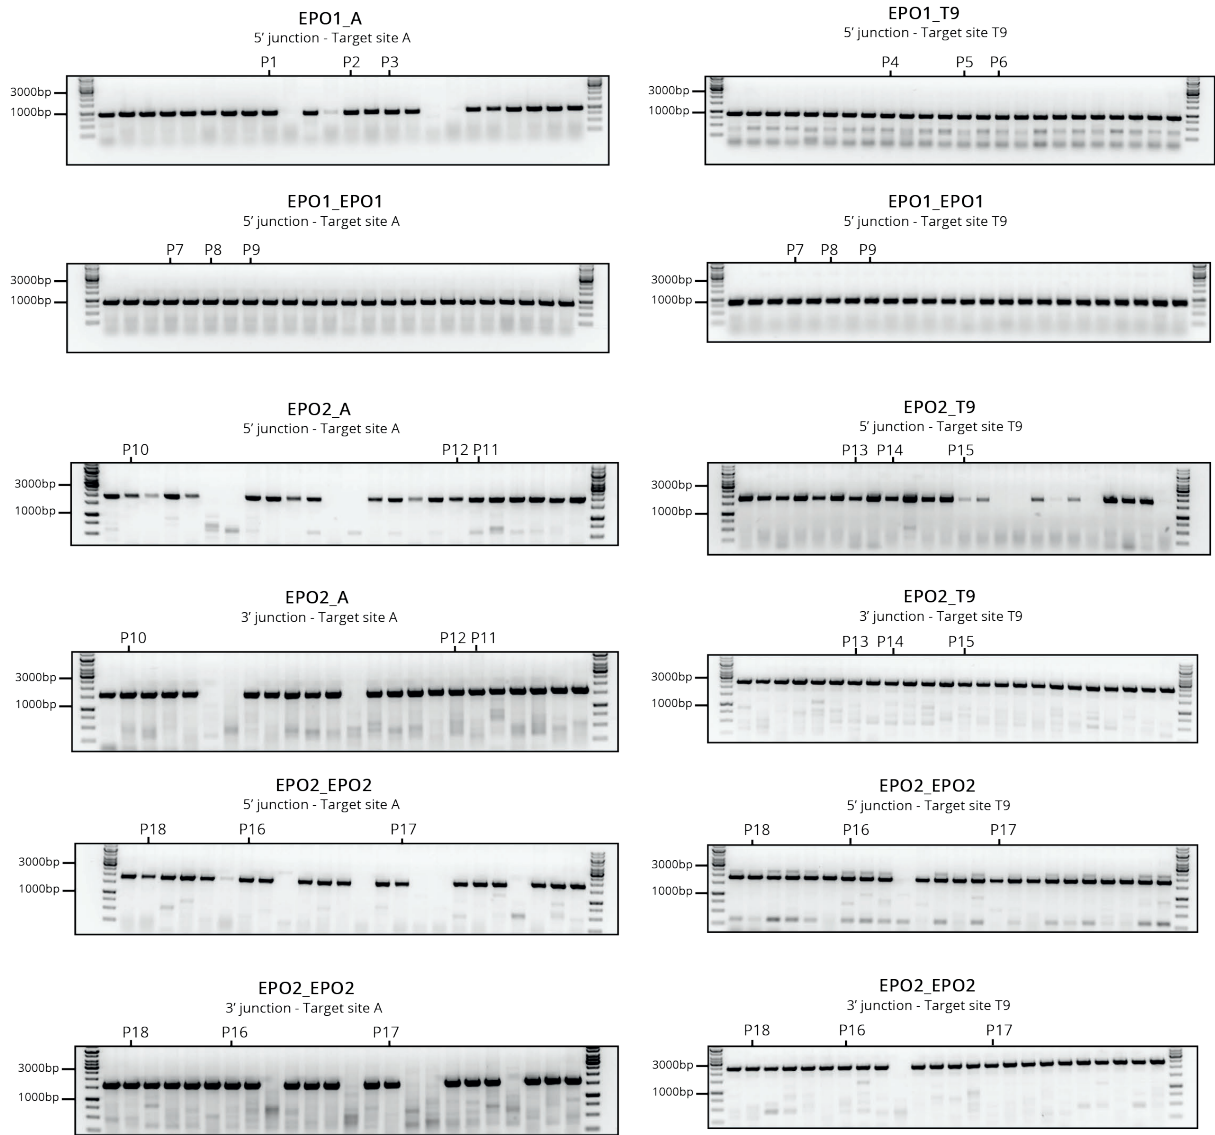 EPO1_A
5′ junction - Target site A
P1 P2 P3
3000bp
1000bp
EPO1_T9
5′ junction - Target site T9
P4 P5 P6
3000bp
1000bp
EPO1_EPO1
5′ junction - Target site A
P7 P8 P9
3000bp
1000bp
EPO1_EPO1
5′ junction - Target site T9
P7 P8 P9
3000bp
1000bp
EPO2_A
5′ junction - Target site A
P10 P12 P11
3000bp
1000bp
EPO2_T9
5′ junction - Target site T9
P13 P14 P15
3000bp
1000bp
EPO2_A
3′ junction - Target site A
P10 P12 P11
3000bp
1000bp
EPO2_T9
3′ junction - Target site T9
P13 P14 P15
3000bp
1000bp
EPO2_EPO2
5′ junction - Target site A
P18 P16 P17
3000bp
1000bp
EPO2_EPO2
5′ junction - Target site T9
P18 P16 P17
3000bp
1000bp
EPO2_EPO2
3′ junction - Target site A
P18 P16 P17
3000bp
1000bp
EPO2_EPO2
3′ junction - Target site T9
P18 P16 P17
3000bp
1000bp